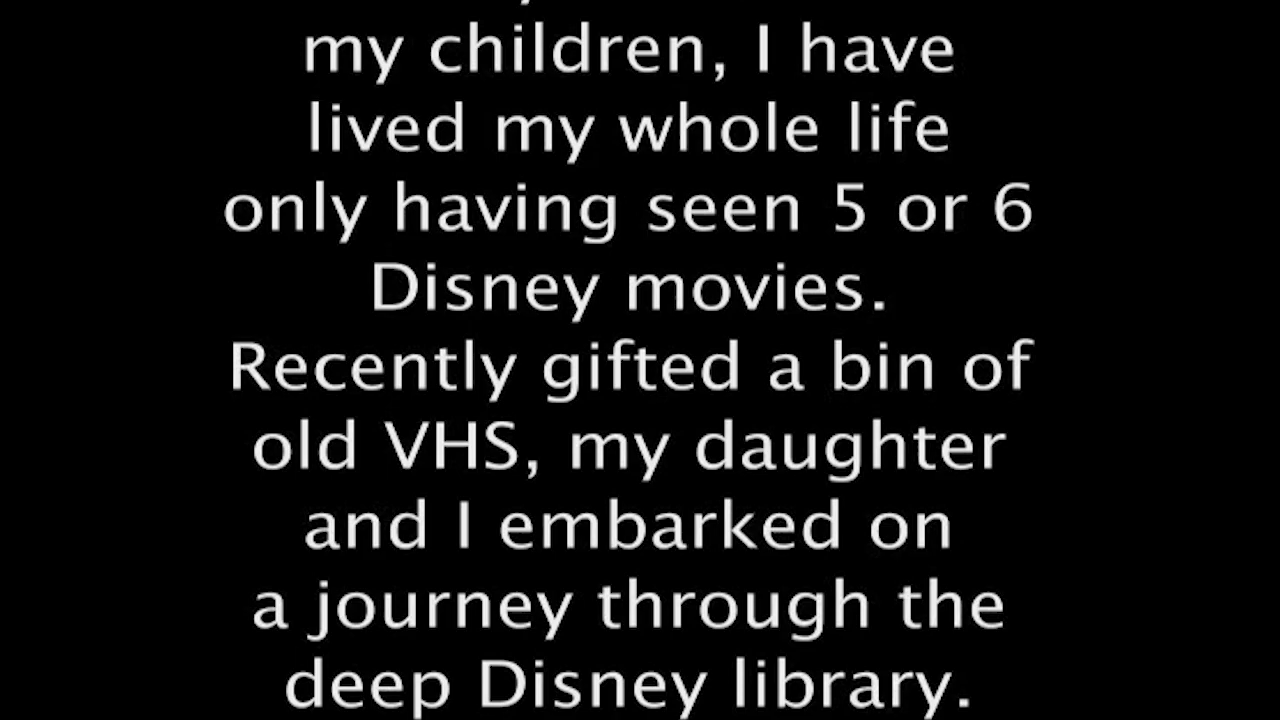 my children, I have
lived my whole life
only having seen 5 or 6
Disney movies.
Recently gifted a bin of
old VHS, my daughter
and I embarked on
a journey through the
deep Disney library.